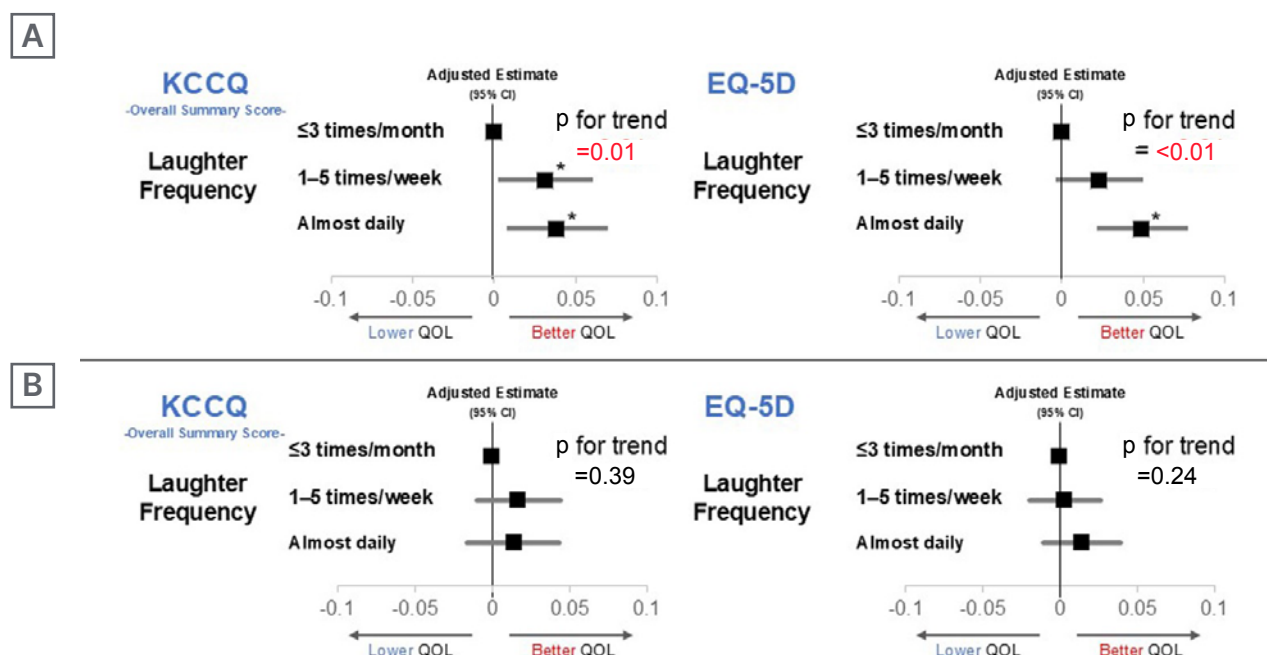 A
KCCQ
-Overall Summary Score-
Laughter
Frequency
Adjusted Estimate
(95% CI)
≤3 times/month
1–5 times/week
Almost daily
p for trend
=0.01
*
*
-0.1 -0.05 0 0.05 0.1
Lower QOL Better QOL
EQ-5D
Laughter
Frequency
Adjusted Estimate
(95% CI)
≤3 times/month
1–5 times/week
Almost daily
p for trend
= <0.01
*
-0.1 -0.05 0 0.05 0.1
Lower QOL Better QOL
B
KCCQ
-Overall Summary Score-
Laughter
Frequency
Adjusted Estimate
(95% CI)
≤3 times/month
1–5 times/week
Almost daily
p for trend
=0.39
-0.1 -0.05 0 0.05 0.1
Lower QOL Better QOL
EQ-5D
Laughter
Frequency
Adjusted Estimate
(95% CI)
≤3 times/month
1–5 times/week
Almost daily
p for trend
=0.24
-0.1 -0.05 0 0.05 0.1
Lower QOL Better QOL